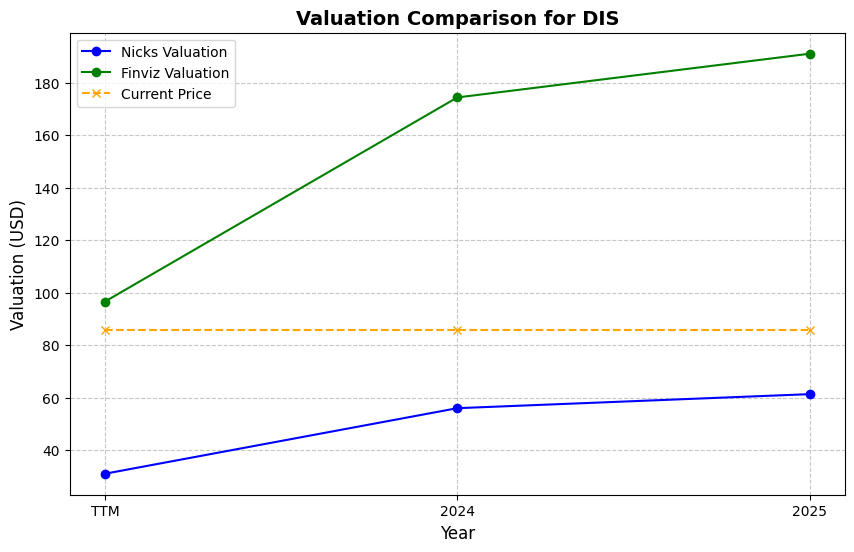 Valuation Comparison for DIS
Nicks Valuation
Finviz Valuation
Current Price
Valuation (USD)
180
160
140
120
100
80
60
40
TTM
2024
2025
Year